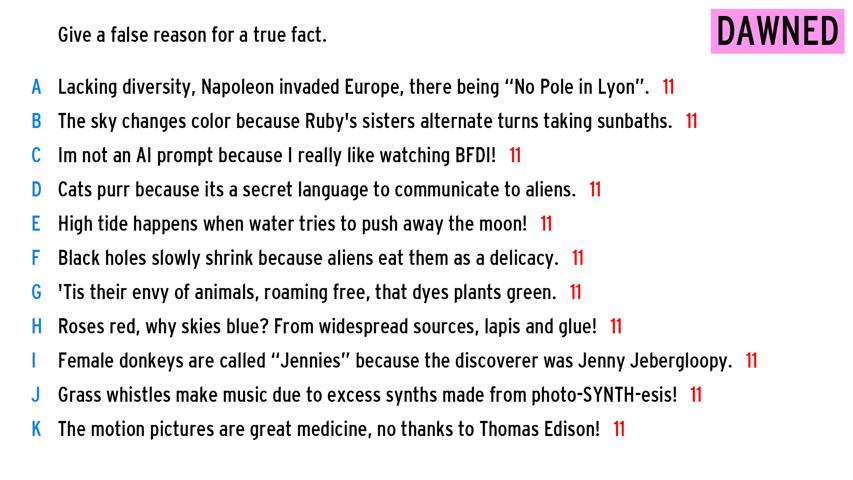 Give a false reason for a true fact.
DAWNED
A Lacking diversity, Napoleon invaded Europe, there being “No Pole in Lyon”. 11
B The sky changes color because Ruby's sisters alternate turns taking sunbaths. 11
C Im not an AI prompt because I really like watching BFDI! 11
D Cats purr because its a secret language to communicate to aliens. 11
E High tide happens when water tries to push away the moon! 11
F Black holes slowly shrink because aliens eat them as a delicacy. 11
G 'Tis their envy of animals, roaming free, that dyes plants green. 11
H Roses red, why skies blue? From widespread sources, lapis and glue! 11
I Female donkeys are called “Jennies” because the discoverer was Jenny Jebergloopy. 11
J Grass whistles make music due to excess synths made from photo-SYNTH-esis! 11
K The motion pictures are great medicine, no thanks to Thomas Edison! 11